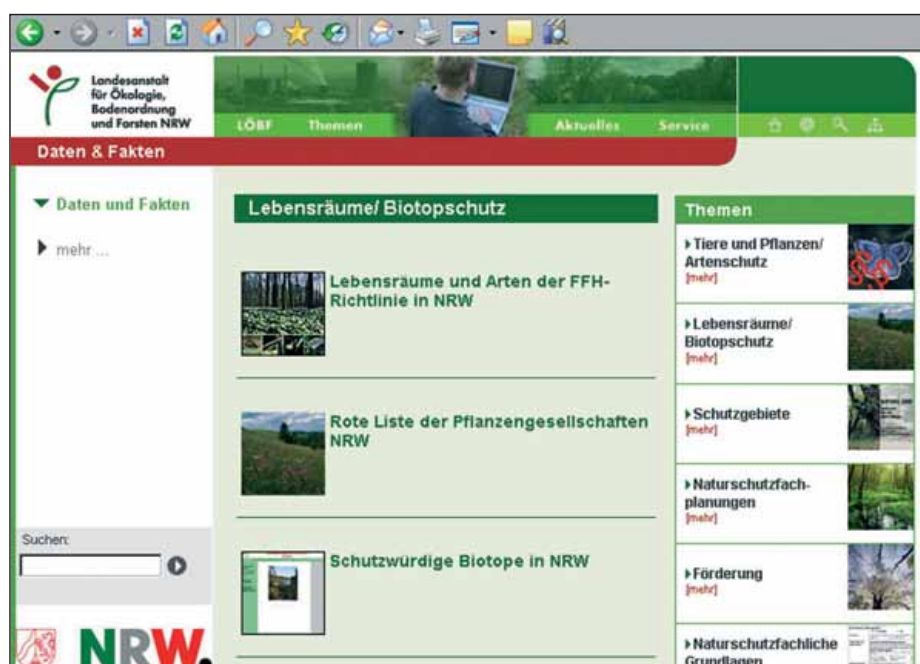 Landesanstalt
für Ökologie,
Bodenordnung
und Forsten NRW
LÖBF Themen Aktuelles Service
Daten & Fakten
Daten und Fakten
mehr ...
Suchen:
NRW.
Lebensräume/ Biotopschutz
Lebensräume und Arten der FFH-
Richtlinie in NRW
Rote Liste der Pflanzengesellschaften
NRW
Schutzwürdige Biotope in NRW
Themen
Tiere und Pflanzen/
Artenschutz
[mehr]
Lebensräume/
Biotopschutz
[mehr]
Schutzgebiete
[mehr]
Naturschutzfach-
planungen
[mehr]
Förderung
[mehr]
Naturschutzfachliche
Grundlagen